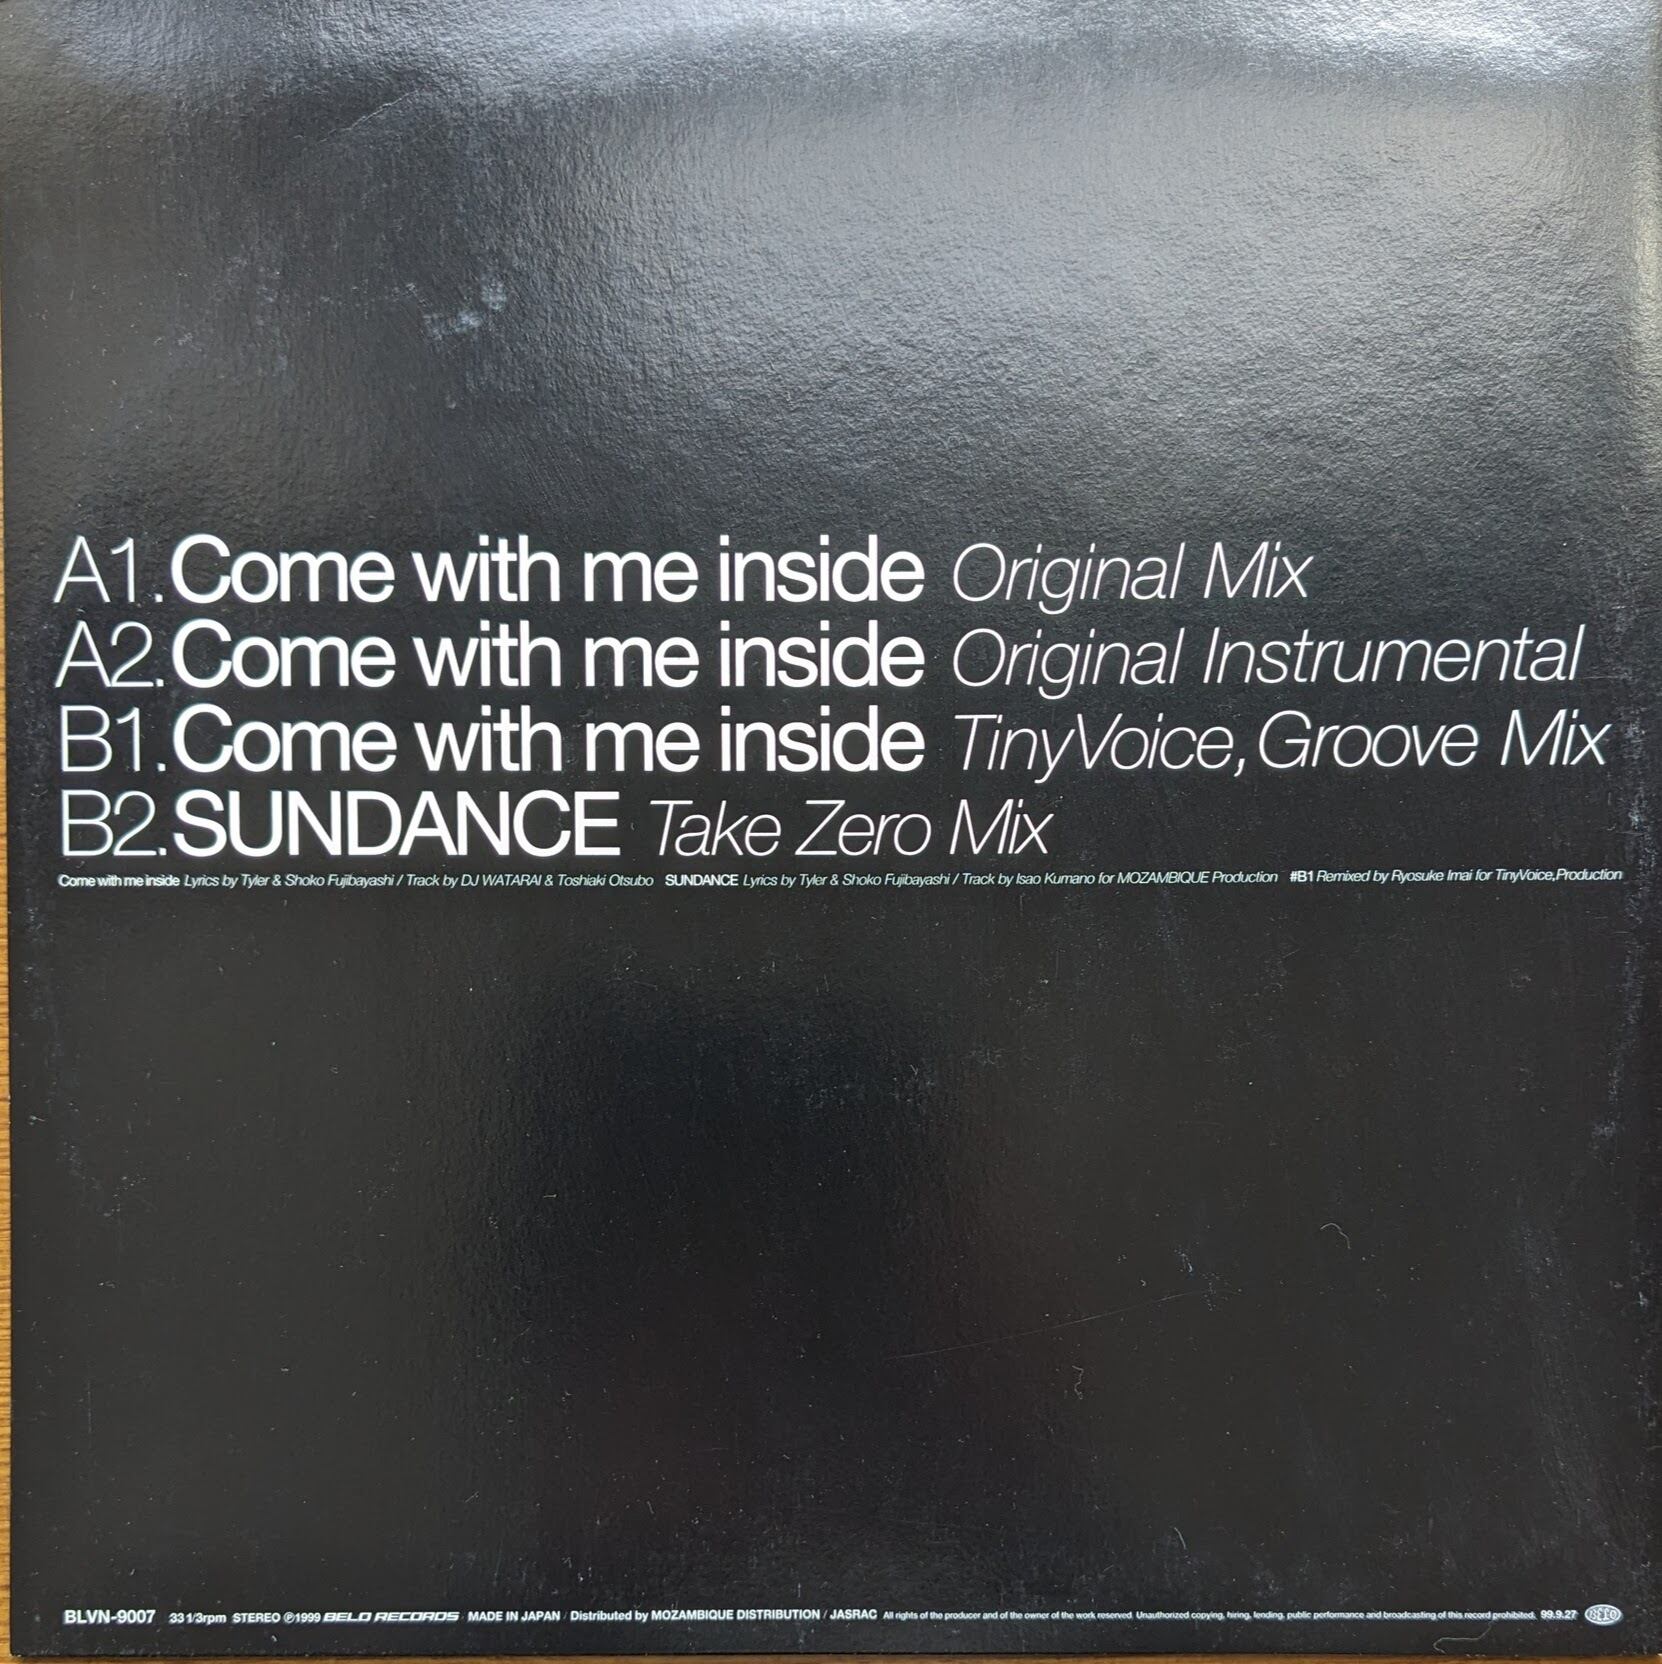 A1.Come with me inside Original Mix
A2.Come with me inside Original Instrumental
B1.Come with me inside TinyVoice,Groove Mix
B2.SUNDANCE Take Zero Mix
Come with me inside Lyrics by Tyler & Shoko Fujibayashi / Track by DJ WATARAI & Toshiaki Otsubo SUNDANCE Lyrics by Tyler & Shoko Fujibayashi / Track by Isao Kumano for MOZAMBIQUE Production #B1 Remixed by Ryosuke Imai for TinyVoice,Production
BLVN-9007 33 1/3rpm STEREO ℗1999 BELO RECORDS MADE IN JAPAN / Distributed by MOZAMBIQUE DISTRIBUTION / JASRAC All rights of the producer and of the owner of the work reserved. Unauthorized copying, hiring, lending, public performance and broadcasting of this record prohibited. 99.9.27 BELO